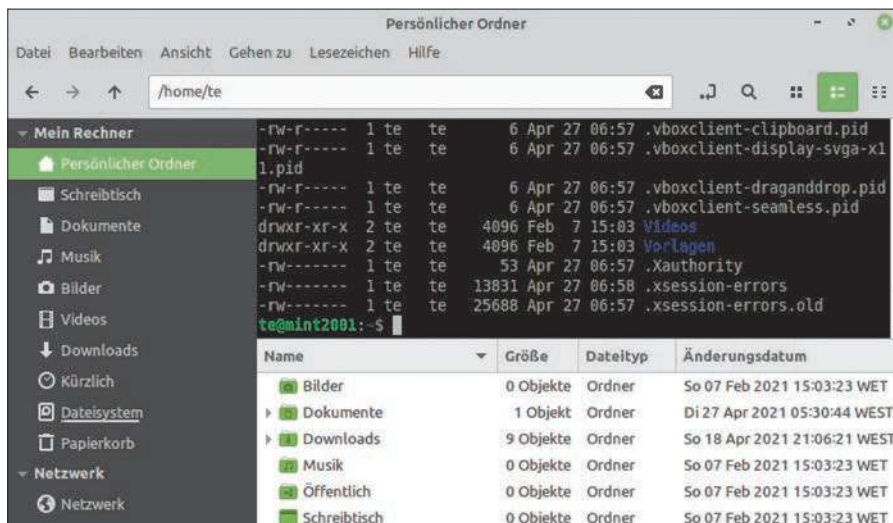 Persönlicher Ordner
Datei Bearbeiten Ansicht Gehen zu Lesezeichen Hilfe
/home/te
Mein Rechner
Persönlicher Ordner
Schreibtisch
Dokumente
Musik
Bilder
Videos
Downloads
Kürzlich
Dateisystem
Papierkorb
Netzwerk
Netzwerk
-rw-r----- 1 te te 6 Apr 27 06:57 .vboxclient-clipboard.pid
-rw-r----- 1 te te 6 Apr 27 06:57 .vboxclient-display-svga-x1
1.pid
-rw-r----- 1 te te 6 Apr 27 06:57 .vboxclient-draganddrop.pid
-rw-r----- 1 te te 6 Apr 27 06:57 .vboxclient-seamless.pid
drwxr-xr-x 2 te te 4096 Feb 7 15:03 Videos
drwxr-xr-x 2 te te 4096 Feb 7 15:03 Vorlagen
-rw------- 1 te te 53 Apr 27 06:57 .Xauthority
-rw------- 1 te te 13831 Apr 27 06:58 .xsession-errors
-rw------- 1 te te 25688 Apr 27 06:57 .xsession-errors.old
te@mint2001:~$
Name Größe Dateityp Änderungsdatum
Bilder 0 Objekte Ordner So 07 Feb 2021 15:03:23 WET
Dokumente 1 Objekt Ordner Di 27 Apr 2021 05:30:44 WEST
Downloads 9 Objekte Ordner So 18 Apr 2021 21:06:21 WEST
Musik 0 Objekte Ordner So 07 Feb 2021 15:03:23 WET
Öffentlich 0 Objekte Ordner So 07 Feb 2021 15:03:23 WET
Schreibtisch 0 Objekte Ordner So 07 Feb 2021 15:03:23 WET